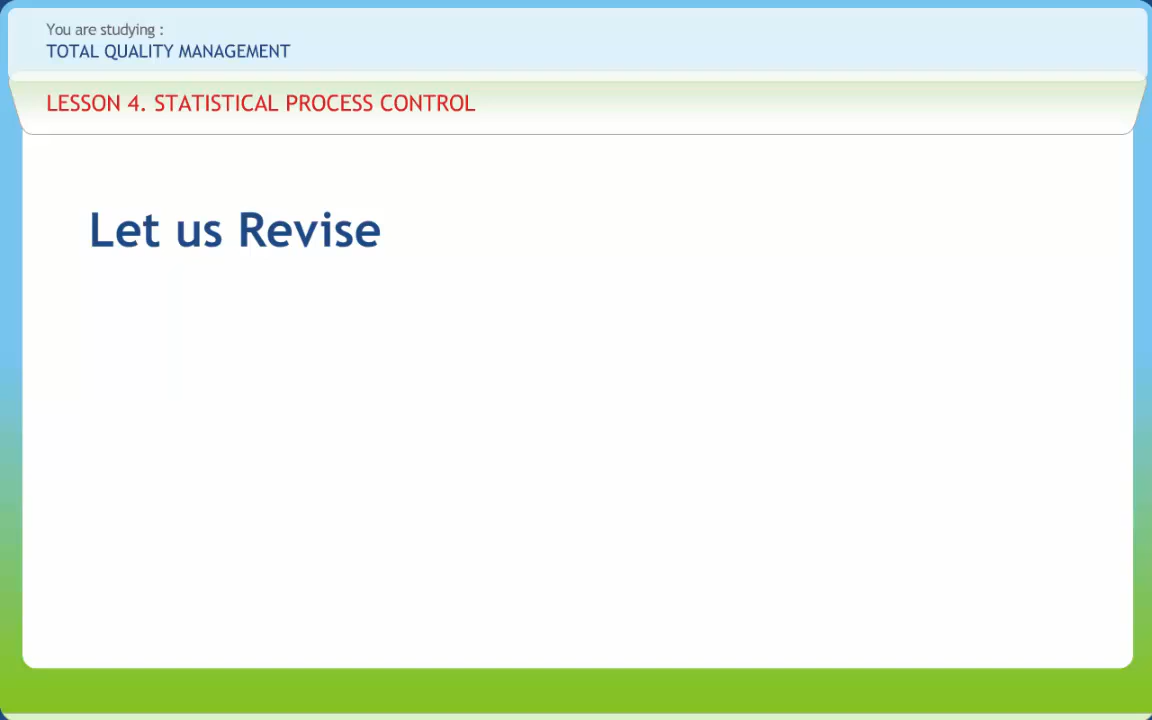 You are studying :
TOTAL QUALITY MANAGEMENT
LESSON 4. STATISTICAL PROCESS CONTROL
Let us Revise